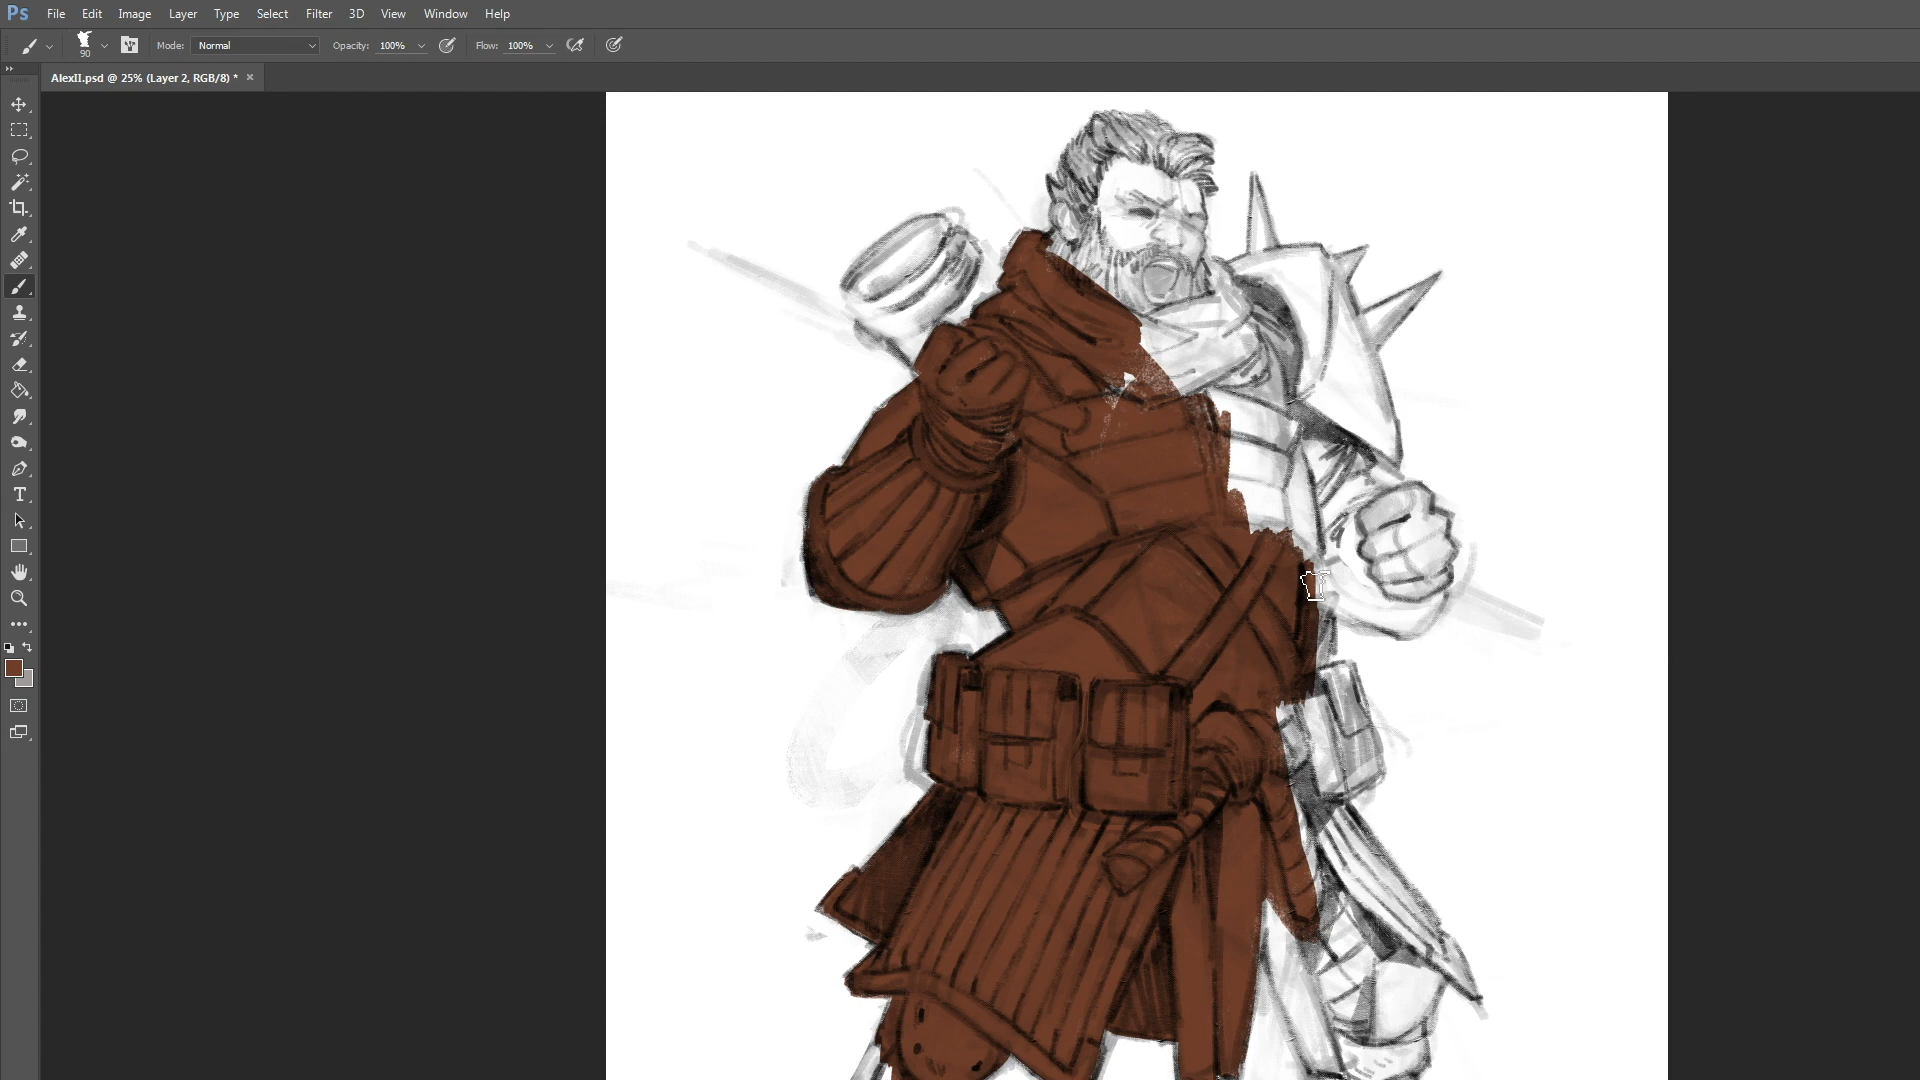 Ps File Edit Image Layer Type Select Filter 3D View Window Help
90 Mode: Normal Opacity: 100% Flow: 100%
AlexII.psd @ 25% (Layer 2, RGB/8) *
T